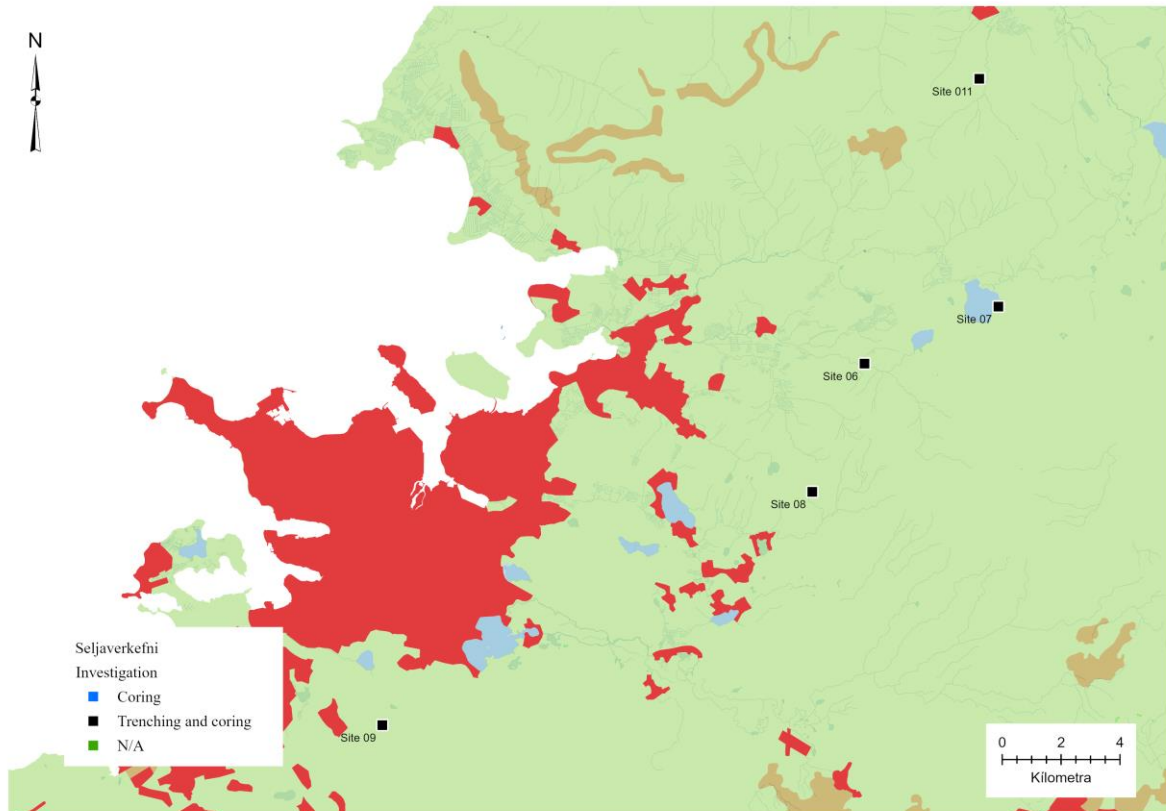 N
Site 011
Site 07
Site 06
Site 08
Site 09
Seljaverkefni
Investigation
Coring
Trenching and coring
N/A
0 2 4
Kílometra